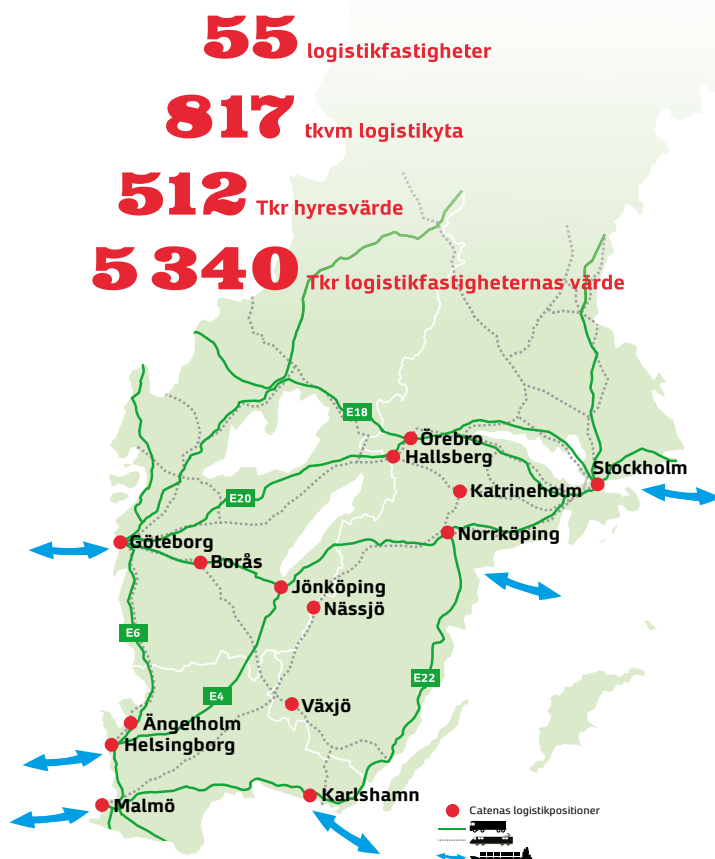 55 logistikfastigheter
817 tkvm logistikyta
512 Tkr hyresvärde
5 340 Tkr logistikfastigheternas värde
E18
Örebro
Hallsberg
Stockholm
Katrineholm
E20
Norrköping
Göteborg
Borås
Jönköping
Nässjö
E6
E22
E4
Växjö
Ängelholm
Helsingborg
Karlshamn
Malmö
Catenas logistikpositioner